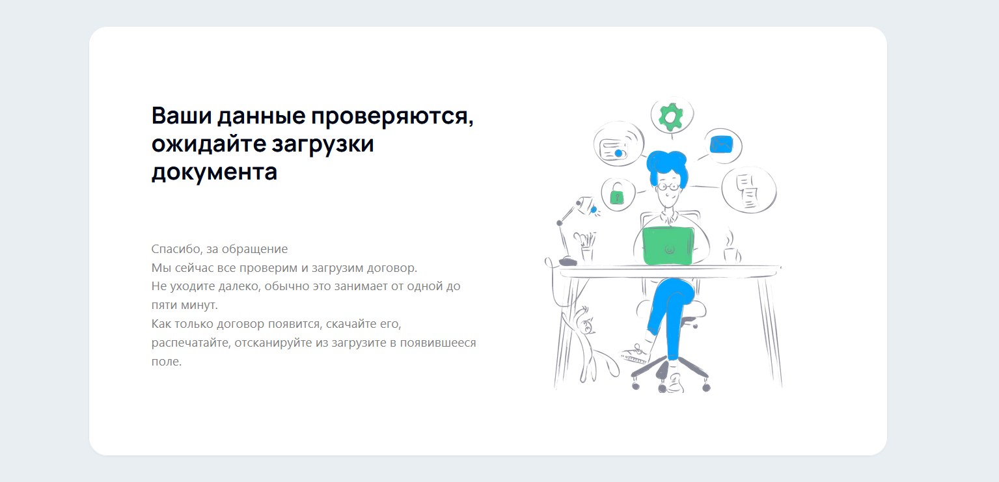 Ваши данные проверяются,
ожидайте загрузки
документа
Спасибо, за обращение
Мы сейчас все проверим и загрузим договор.
Не уходите далеко, обычно это занимает от одной до
пяти минут.
Как только договор появится, скачайте его,
распечатайте, отсканируйте из загрузите в появившееся
поле.